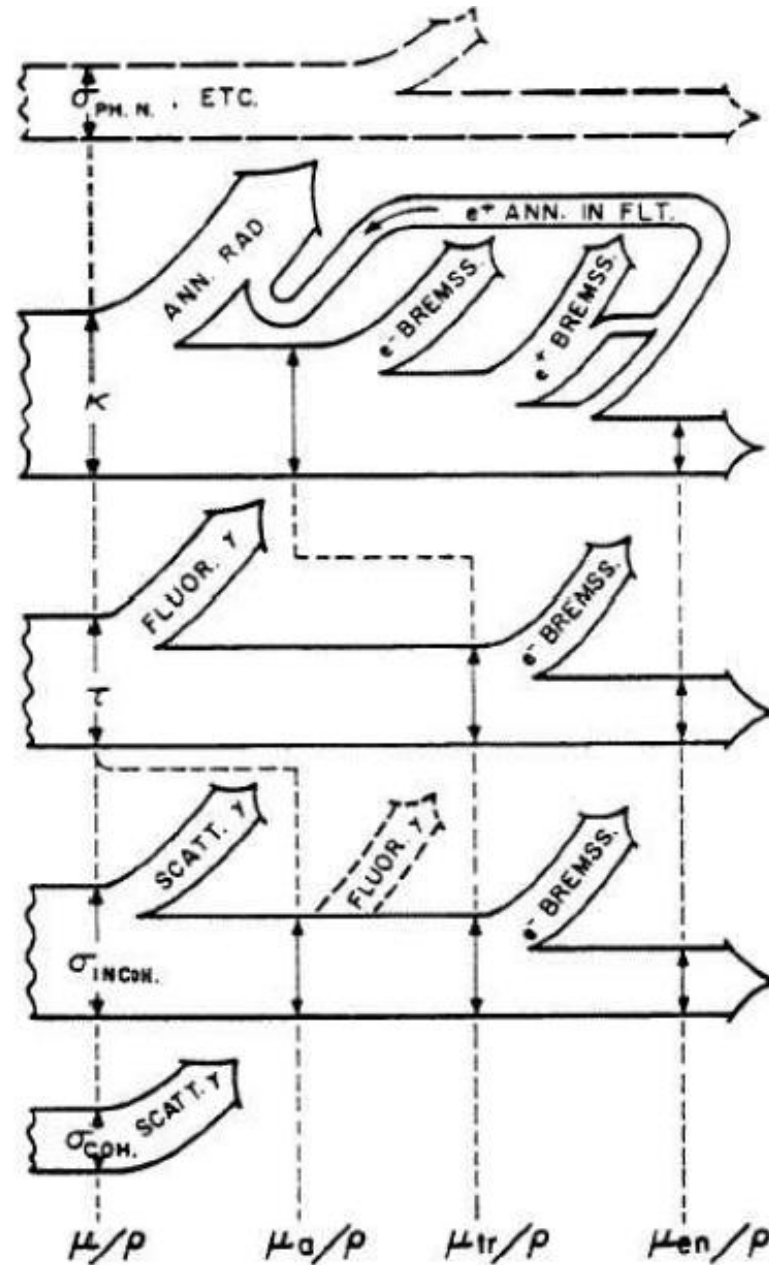 σPH. N. , ETC.
ANN. RAD.
e+ ANN. IN FLT.
e- BREMSS.
e+ BREMSS.
κ
FLUOR. γ
e- BREMSS.
τ
SCATT. γ
FLUOR. γ
e- BREMSS.
σINCOH.
σCOH.
SCATT. γ
μ/ρ
μa/ρ
μtr/ρ
μen/ρ